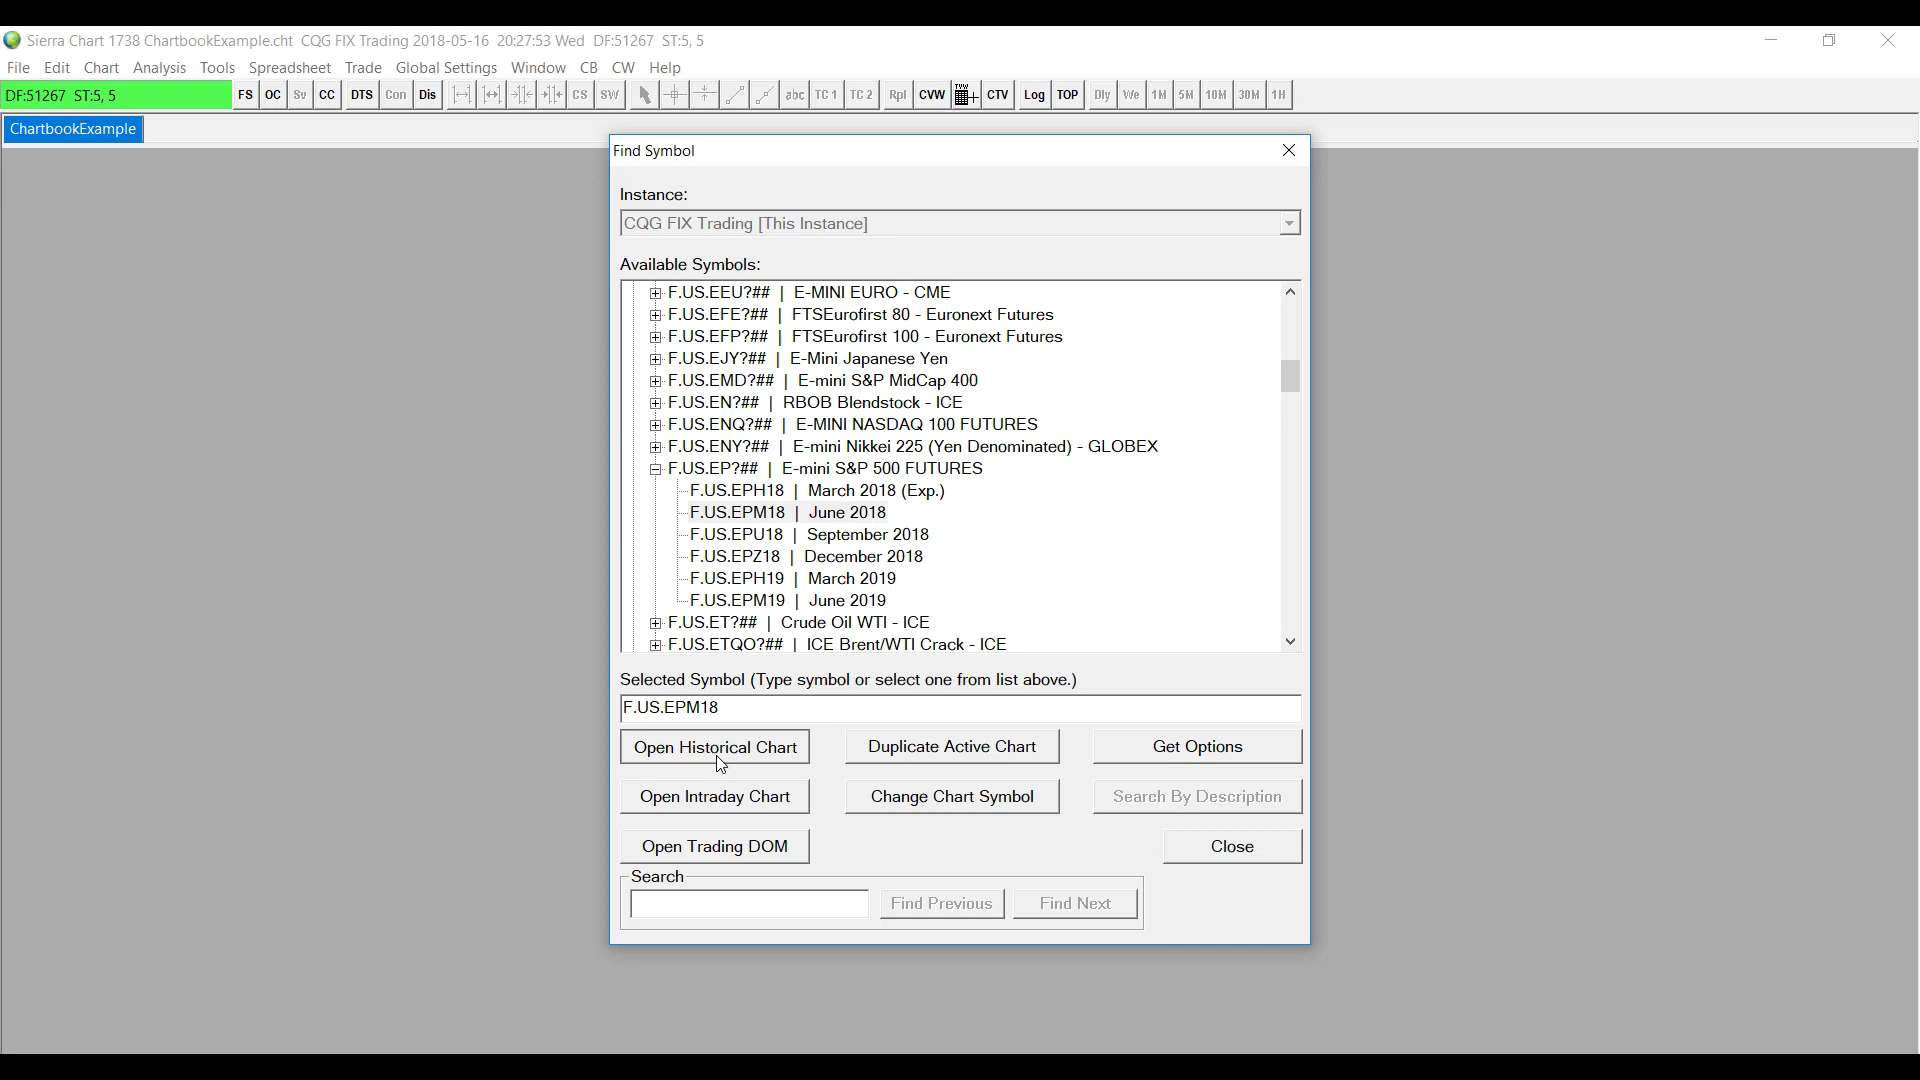 Sierra Chart 1738 ChartbookExample.cht CQG FIX Trading 2018-05-16 20:27:53 Wed DF:51267 ST:5, 5
File Edit Chart Analysis Tools Spreadsheet Trade Global Settings Window CB CW Help
DF:51267 ST:5, 5 FS OC Sv CC DTS Con Dis CS SW abc TC 1 TC 2 Rpl CVW TVW CTV Log TOP Dly We 1M 5M 10M 30M 1H
ChartbookExample
Find Symbol
Instance:
CQG FIX Trading [This Instance]
Available Symbols:
F.US.EEU?## | E-MINI EURO - CME
F.US.EFE?## | FTSEurofirst 80 - Euronext Futures
F.US.EFP?## | FTSEurofirst 100 - Euronext Futures
F.US.EJY?## | E-Mini Japanese Yen
F.US.EMD?## | E-mini S&P MidCap 400
F.US.EN?## | RBOB Blendstock - ICE
F.US.ENQ?## | E-MINI NASDAQ 100 FUTURES
F.US.ENY?## | E-mini Nikkei 225 (Yen Denominated) - GLOBEX
F.US.EP?## | E-mini S&P 500 FUTURES
F.US.EPH18 | March 2018 (Exp.)
F.US.EPM18 | June 2018
F.US.EPU18 | September 2018
F.US.EPZ18 | December 2018
F.US.EPH19 | March 2019
F.US.EPM19 | June 2019
F.US.ET?## | Crude Oil WTI - ICE
F.US.ETQO?## | ICE Brent/WTI Crack - ICE
Selected Symbol (Type symbol or select one from list above.)
F.US.EPM18
Open Historical Chart Duplicate Active Chart Get Options
Open Intraday Chart Change Chart Symbol Search By Description
Open Trading DOM Close
Search
Find Previous Find Next